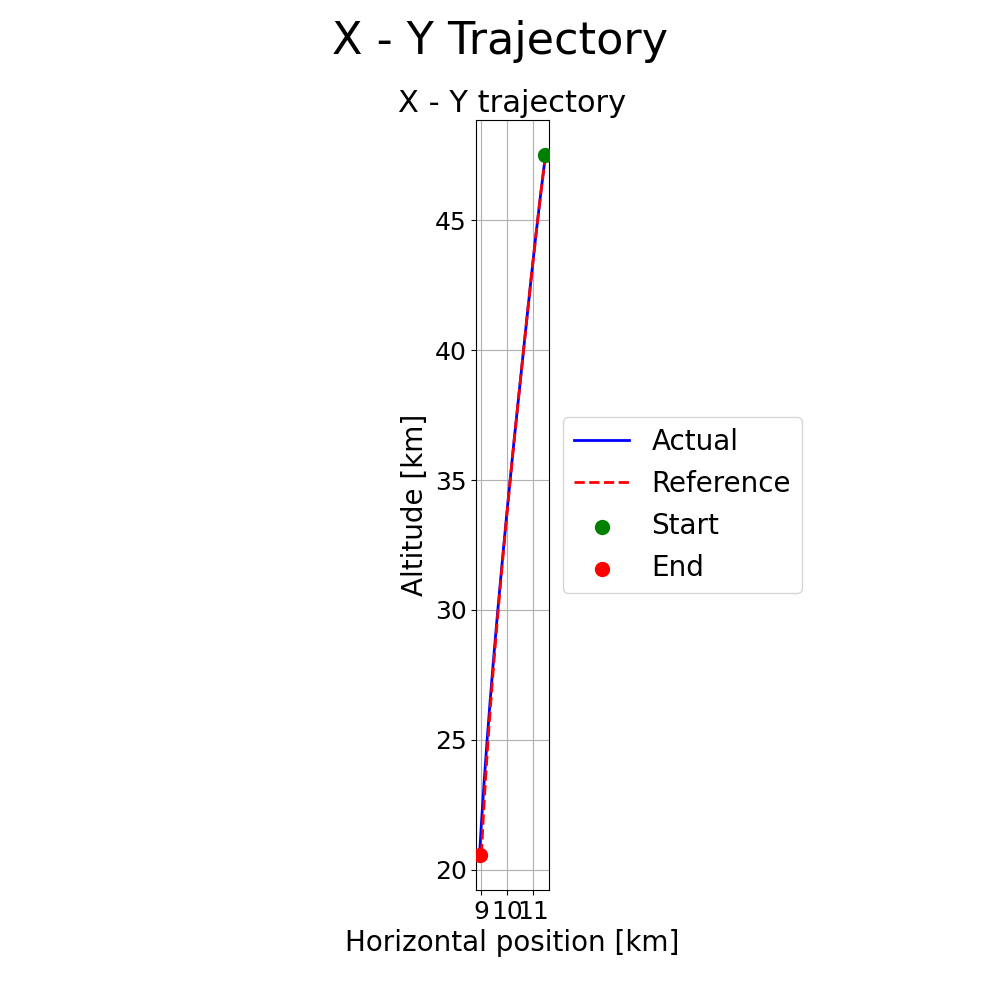 X - Y Trajectory
X - Y trajectory
45
40
35
30
25
20
Altitude [km]
9 10 11
Horizontal position [km]
Actual
Reference
Start
End